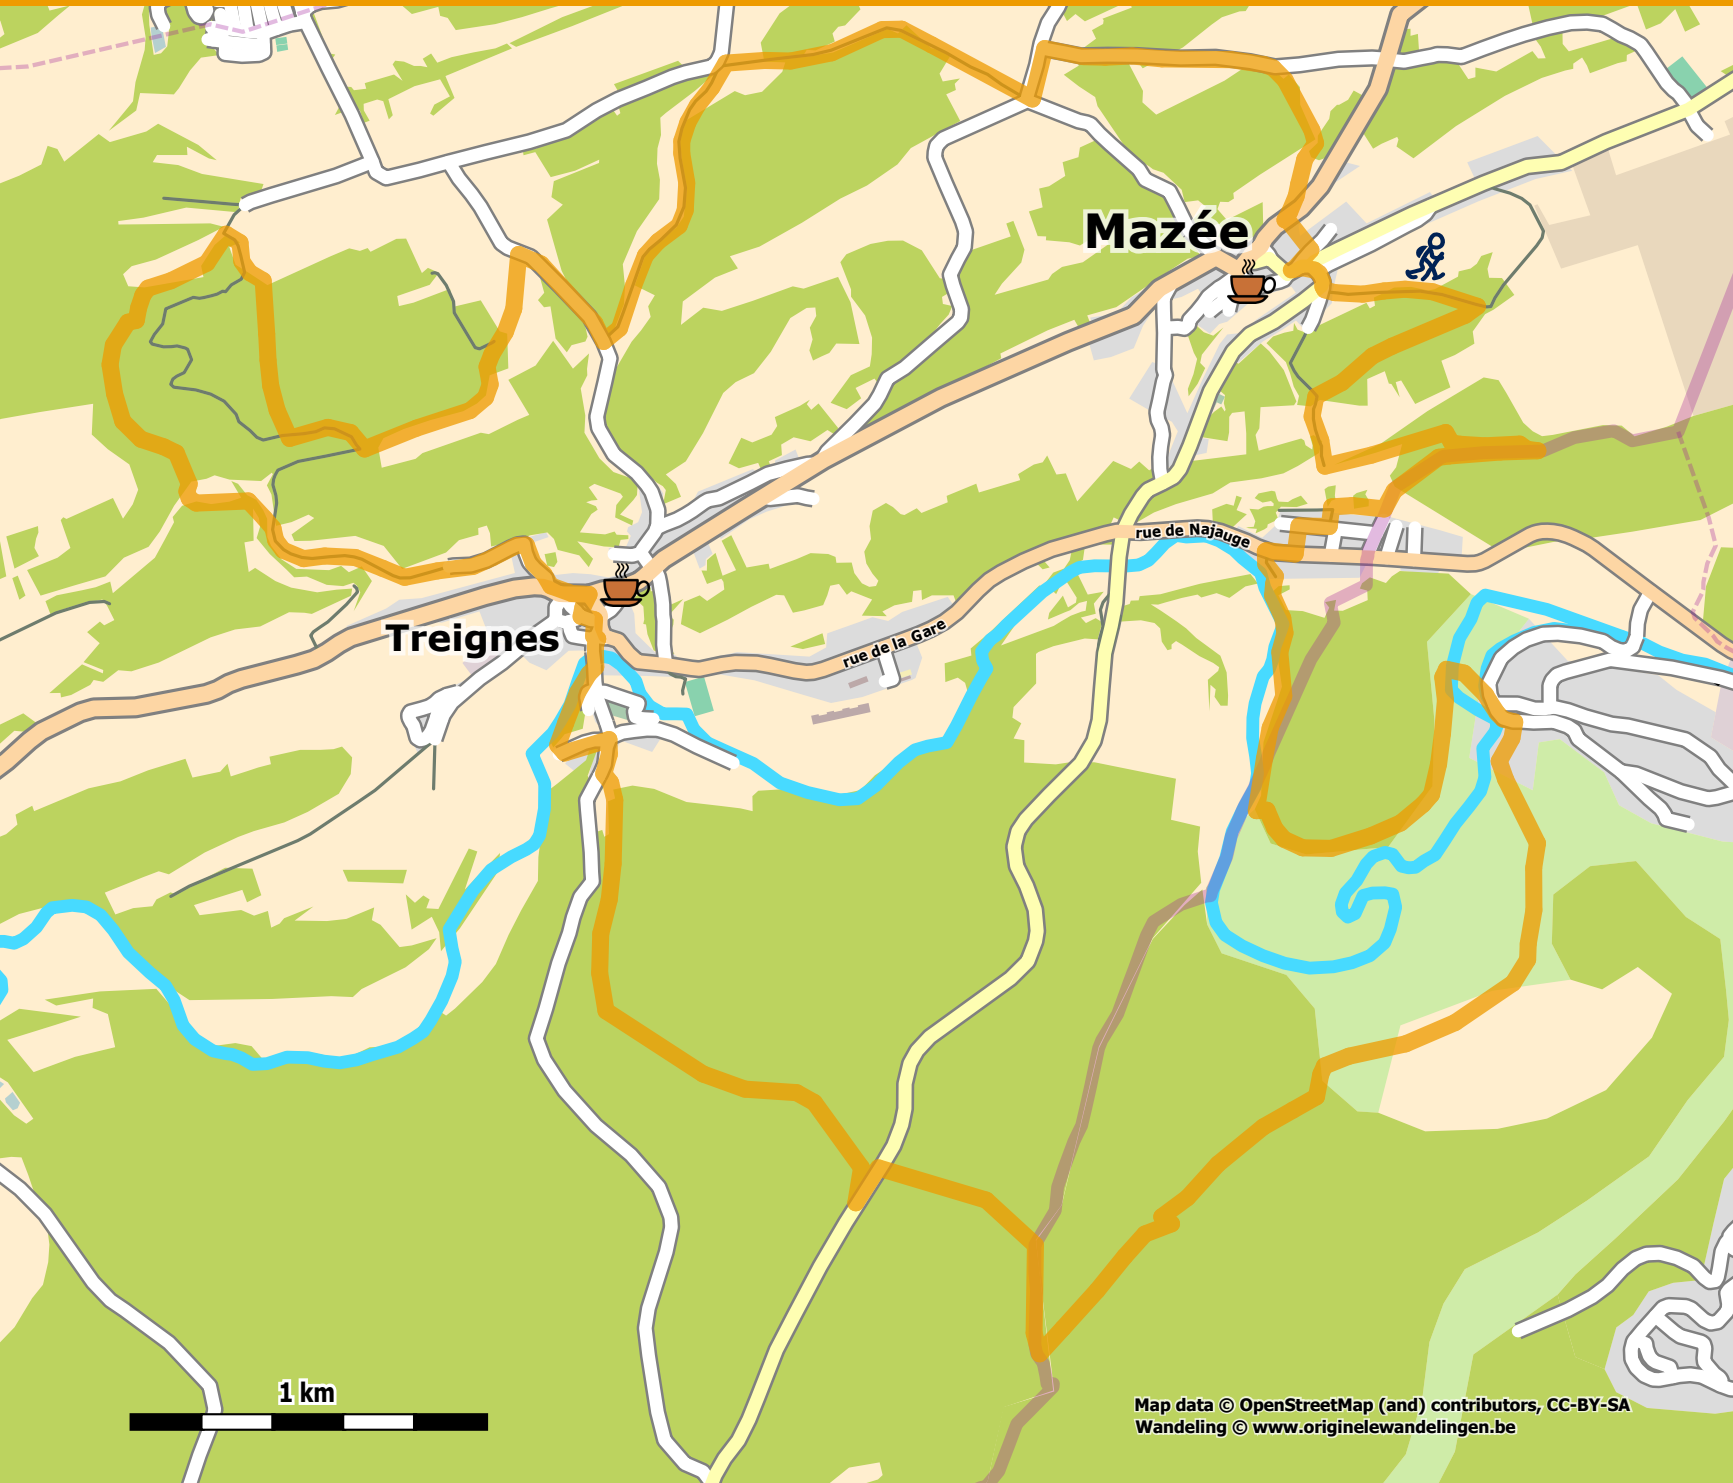 Mazée
rue de Najauge
Treignes
rue de la Gare
1 km
Map data © OpenStreetMap (and) contributors, CC-BY-SA
Wandeling © www.originelewandelingen.be